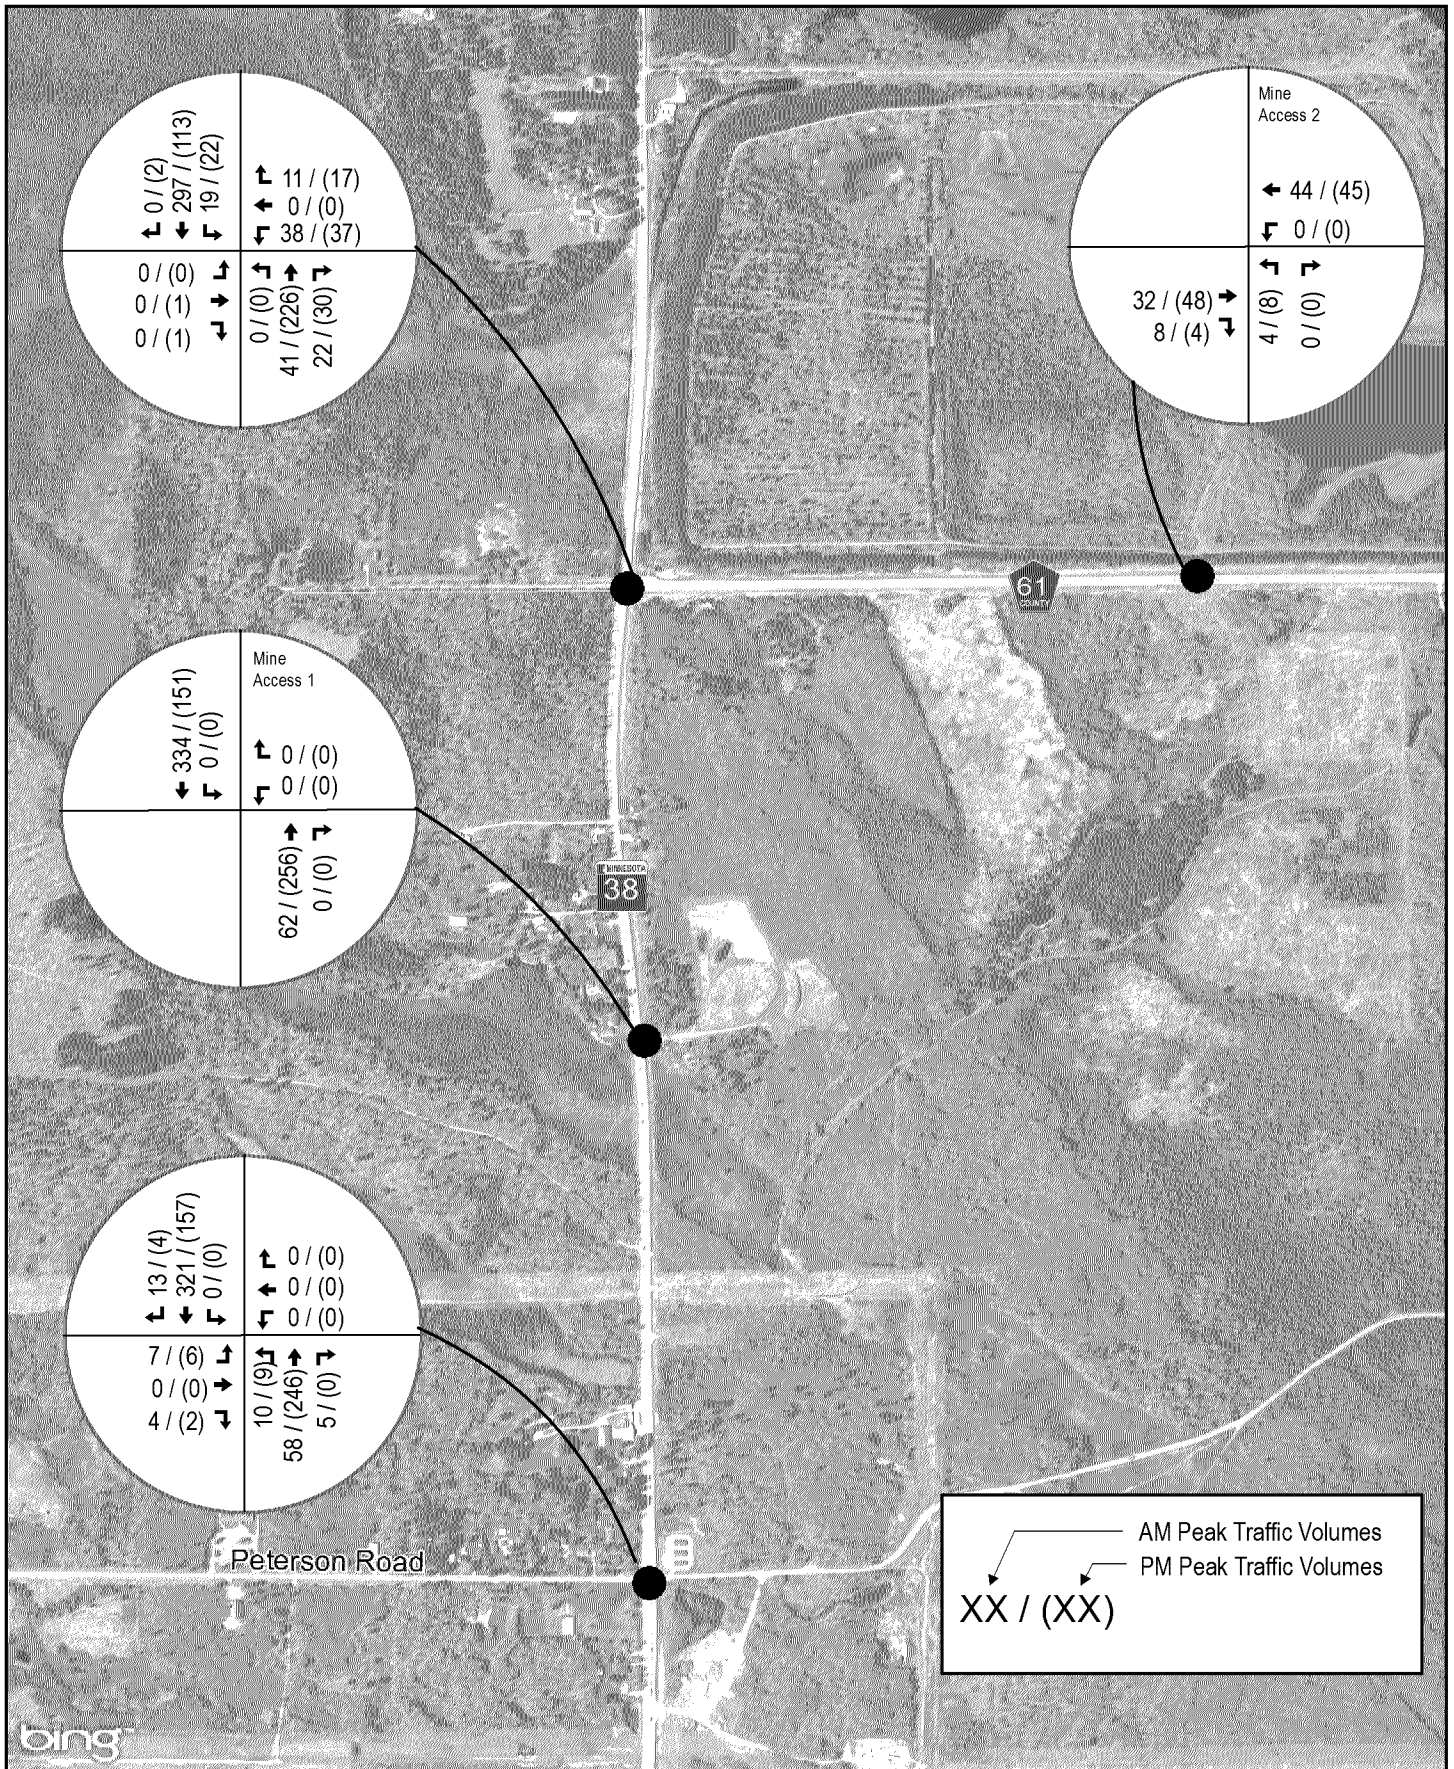 0 / (2)
297 / (113)
19 / (22)
11 / (17)
0 / (0)
38 / (37)
0 / (0)
0 / (1)
0 / (1)
0 / (0)
41 / (226)
22 / (30)
Mine
Access 2
44 / (45)
0 / (0)
32 / (48)
8 / (4)
4 / (8)
0 / (0)
61
COUNTY
Mine
Access 1
334 / (151)
0 / (0)
0 / (0)
0 / (0)
62 / (256)
0 / (0)
MINNESOTA
38
13 / (4)
321 / (157)
0 / (0)
0 / (0)
0 / (0)
0 / (0)
7 / (6)
0 / (0)
4 / (2)
10 / (9)
58 / (246)
5 / (0)
Peterson Road
AM Peak Traffic Volumes
PM Peak Traffic Volumes
XX / (XX)
bing™